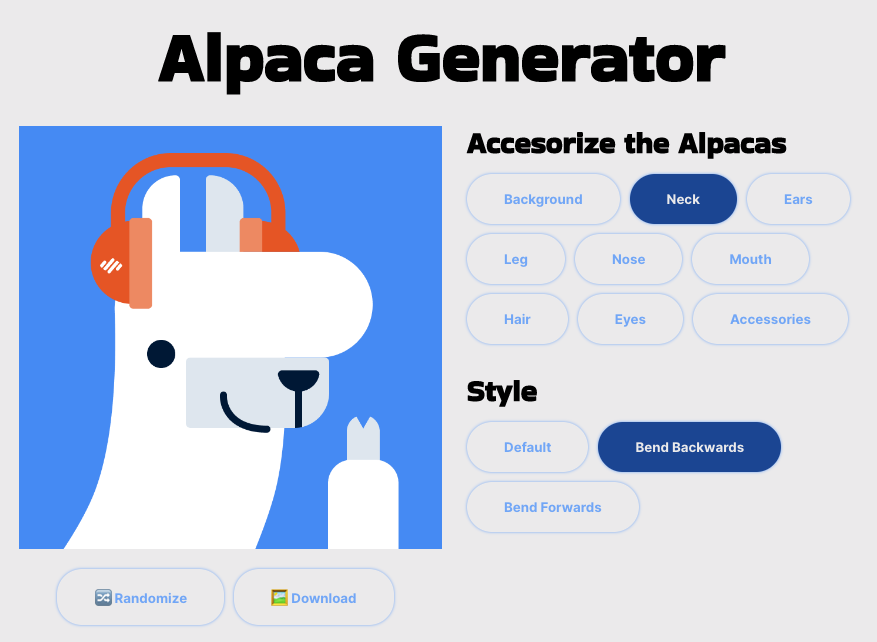 Alpaca Generator
Accesorize the Alpacas
Background Neck Ears
Leg Nose Mouth
Hair Eyes Accessories
Style
Default Bend Backwards
Bend Forwards
Randomize Download